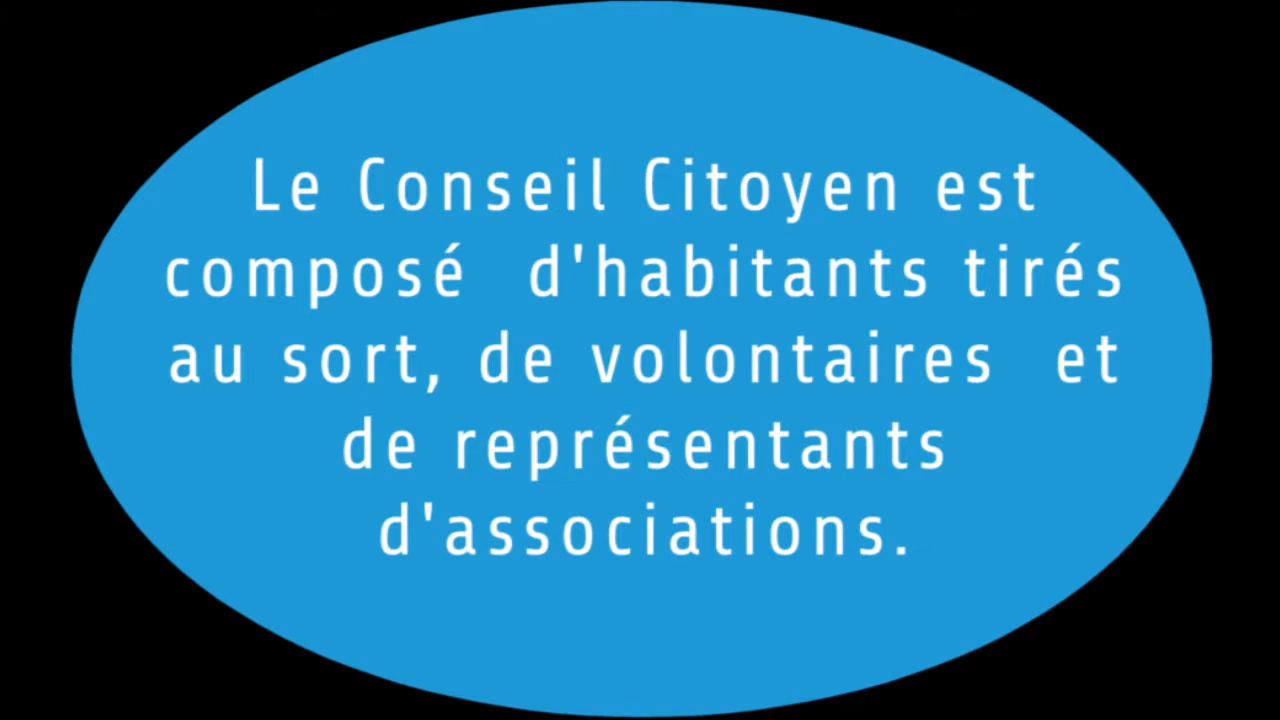 Le Conseil Citoyen est
composé  d'habitants tirés
au sort, de volontaires  et
de représentants
d'associations.